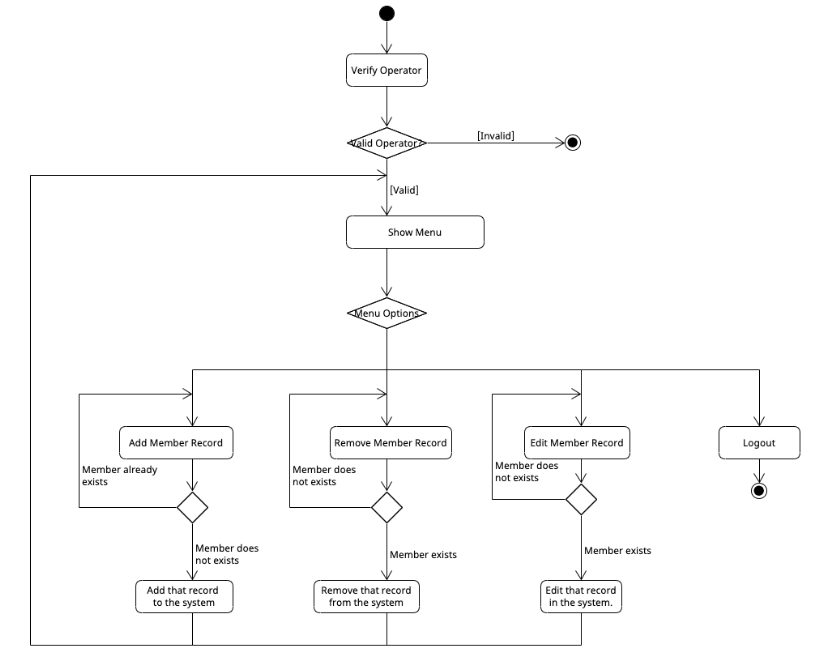 Verify Operator
Valid Operator?
[Invalid]
[Valid]
Show Menu
Menu Options
Add Member Record
Remove Member Record
Edit Member Record
Logout
Member already
exists
Member does
not exists
Member does
not exists
Member does
not exists
Member exists
Member exists
Add that record
to the system
Remove that record
from the system
Edit that record
in the system.